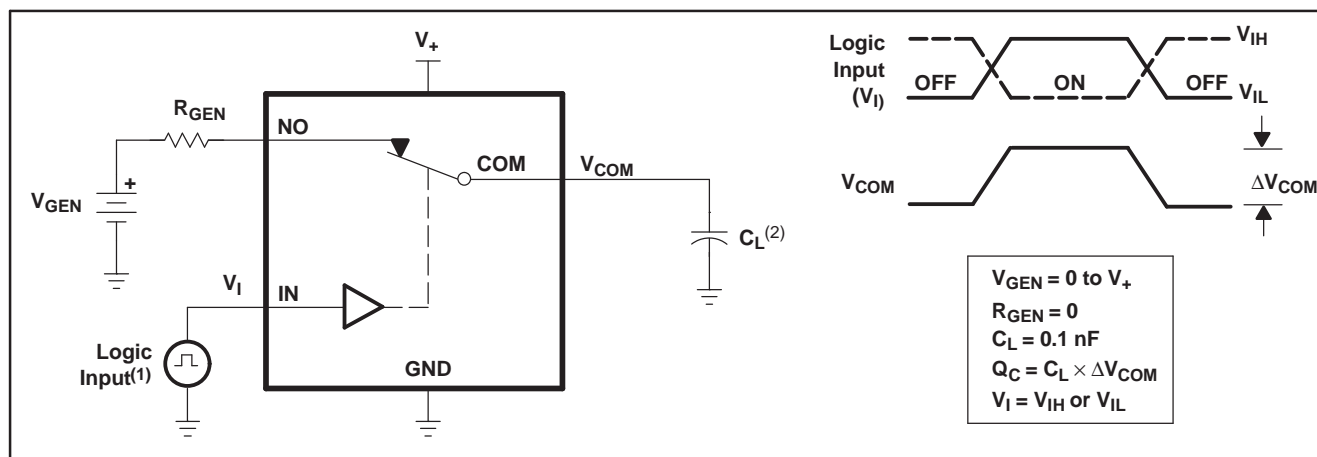 V+
RGEN
NO
COM
VCOM
VGEN
+
CL(2)
VI
IN
Logic
Input(1)
GND
Logic
Input
(VI)
OFF
ON
OFF
VIH
VIL
VCOM
ΔVCOM
VGEN = 0 to V+
RGEN = 0
CL = 0.1 nF
QC = CL × ΔVCOM
VI = VIH or VIL